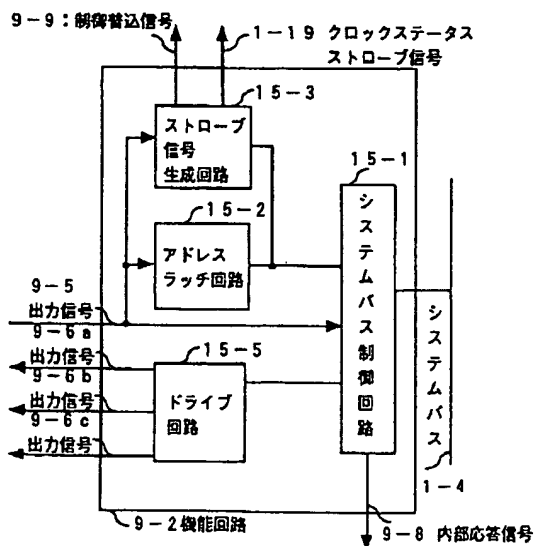 9-9:制御替込信号
1-19 クロックステータス
ストローブ信号
15-3
ストローブ
信号
生成回路
15-1
システムバス制御回路
15-2
アドレス
ラッチ回路
9-5
出力信号
9-6a
出力信号
9-6b
出力信号
9-6c
出力信号
15-5
ドライブ
回路
システムバス
1-4
9-2機能回路
9-8 内部応答信号